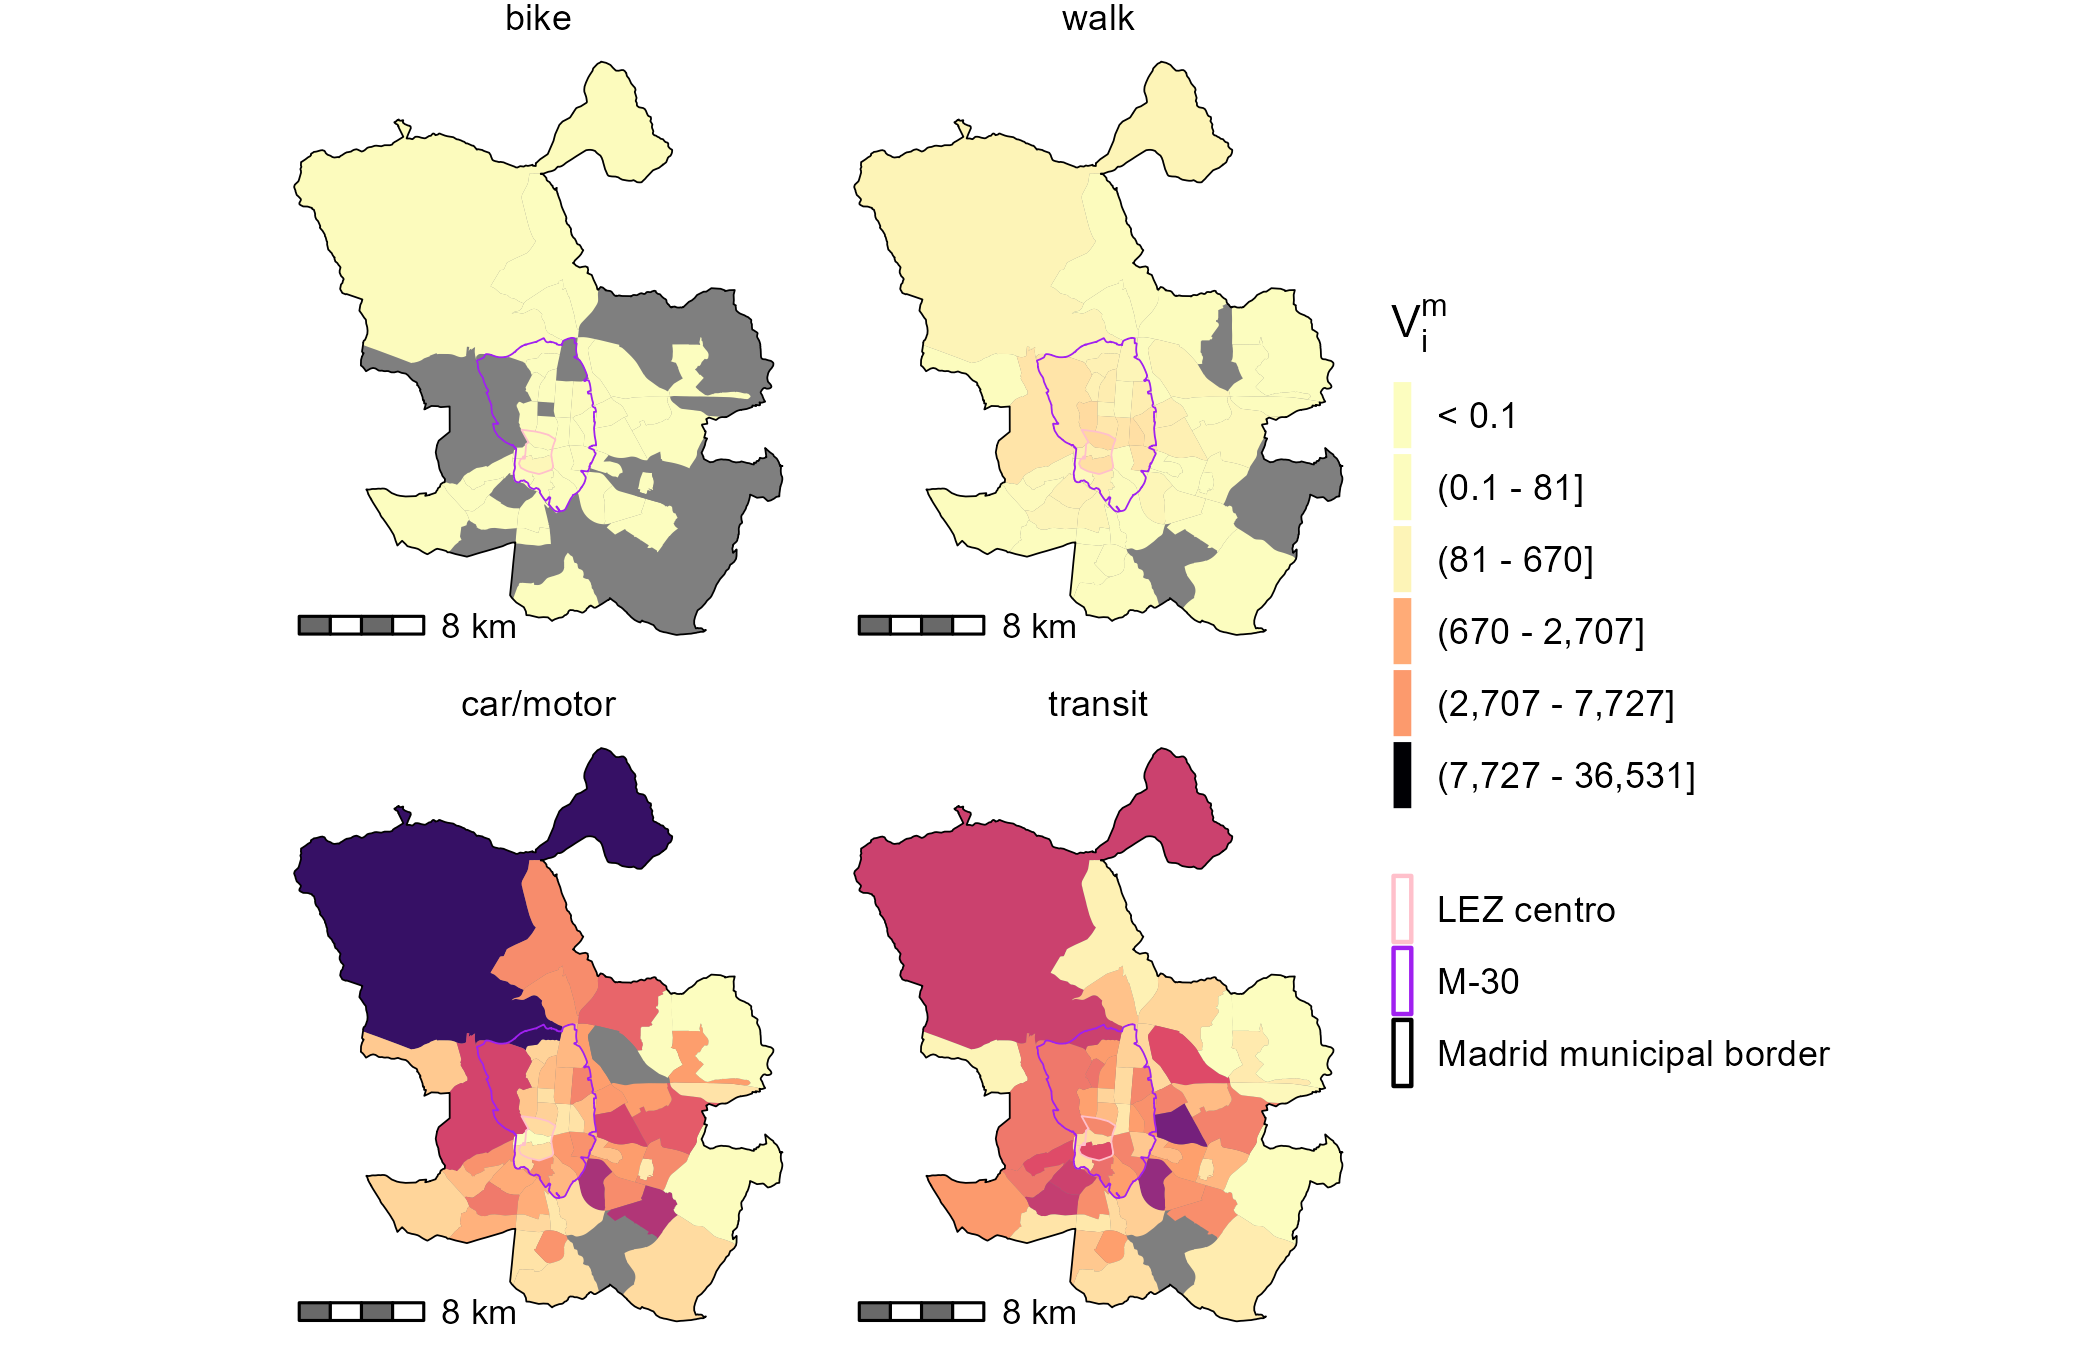 bike
walk
8 km
8 km
car/motor
transit
8 km
8 km
V_i^m
< 0.1
(0.1 - 81]
(81 - 670]
(670 - 2,707]
(2,707 - 7,727]
(7,727 - 36,531]
LEZ centro
M-30
Madrid municipal border